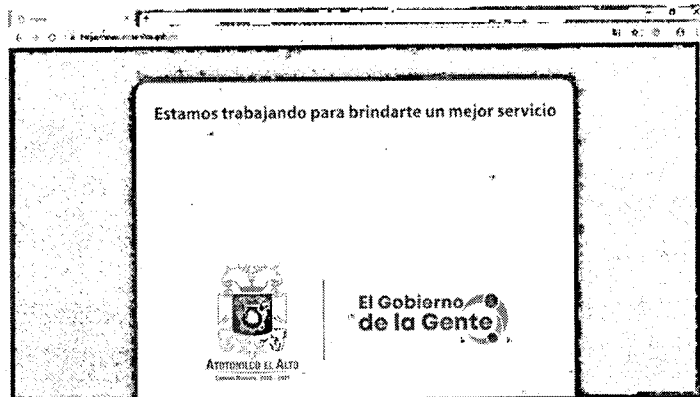 Estamos trabajando para brindarte un mejor servicio
El Gobierno
de la Gente
ATOTONILCO EL ALTO